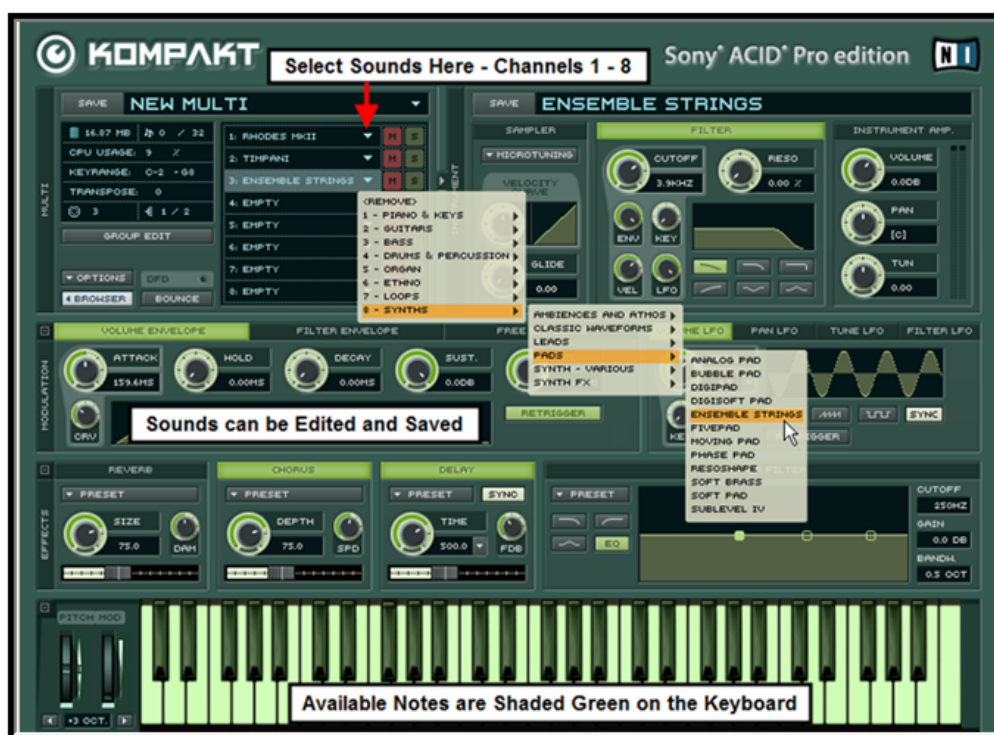 KOMPAKT
Select Sounds Here - Channels 1 - 8
Sony® ACID® Pro edition
NI
SAVE NEW MULTI
SAVE ENSEMBLE STRINGS
MULTI
16.87 MB 0 / 32
CPU USAGE: 9 %
KEYRANGE: C-2 - G8
TRANSPOSE: 0
3 1 / 2
GROUP EDIT
OPTIONS DFD
BROWSER BOUNCE
1: RHODES MKII M S
2: TIMPANI M S
3: ENSEMBLE STRINGS M S
4: EMPTY
5: EMPTY
6: EMPTY
7: EMPTY
8: EMPTY
<REMOVE>
1 - PIANO & KEYS
2 - GUITARS
3 - BASS
4 - DRUMS & PERCUSSION
5 - ORGAN
6 - ETHNO
7 - LOOPS
8 - SYNTHS
AMBIENCES AND ATMOS
CLASSIC WAVEFORMS
LEADS
PADS
SYNTH - VARIOUS
SYNTH FX
ANALOG PAD
BUBBLE PAD
DIGIPAD
DIGISOFT PAD
ENSEMBLE STRINGS
FIVEPAD
MOVING PAD
PHASE PAD
RESOSHAPE
SOFT BRASS
SOFT PAD
SUBLEVEL IV
SAMPLER
MICROTUNING
VELOCITY
CURVE
GLIDE
0.00
FILTER
CUTOFF
3.9KHZ
RESO
0.00 %
ENV KEY
VEL LFO
INSTRUMENT AMP.
VOLUME
0.0DB
PAN
[C]
TUN
0.00
MODULATION
VOLUME ENVELOPE FILTER ENVELOPE FREE
PAN LFO TUNE LFO FILTER LFO
ATTACK
159.6MS
HOLD
0.00MS
DECAY
0.00MS
SUST.
0.0DB
CRV
RETRIGGER
SYNC
Sounds can be Edited and Saved
EFFECTS
REVERB CHORUS DELAY FILTER
PRESET
PRESET
PRESET SYNC
PRESET
SIZE
75.0
DAM
DEPTH
75.0
SPD
TIME
500.0
FDB
EQ
CUTOFF
250HZ
GAIN
0.0 DB
BANDW.
0.5 OCT
PITCH MOD
+3 OCT.
Available Notes are Shaded Green on the Keyboard